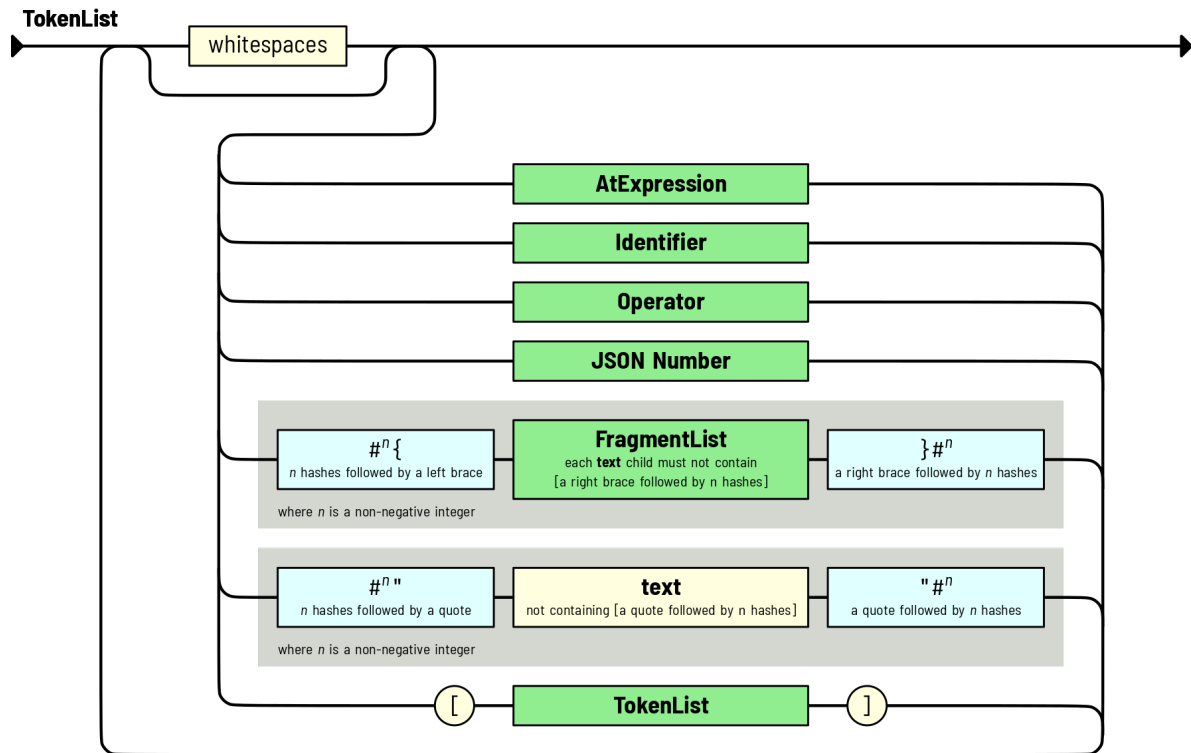 TokenList
whitespaces
AtExpression
Identifier
Operator
JSON Number
#ⁿ{
n hashes followed by a left brace
FragmentList
each text child must not contain
[a right brace followed by n hashes]
}#ⁿ
a right brace followed by n hashes
where n is a non-negative integer
#ⁿ"
n hashes followed by a quote
text
not containing [a quote followed by n hashes]
"#ⁿ
a quote followed by n hashes
where n is a non-negative integer
[
TokenList
]